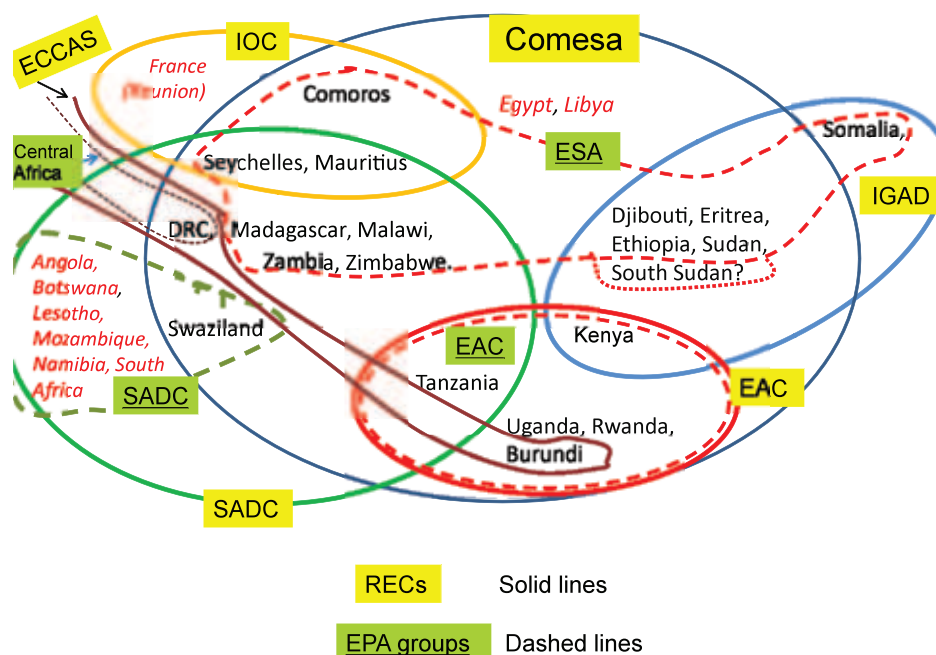 IOC
Comesa
ECCAS
France
(Reunion)
Comoros
Egypt, Libya
Somalia,
Central
Africa
ESA
Seychelles, Mauritius
IGAD
DRC, Madagascar, Malawi,
Zambia, Zimbabwe.
Djibouti, Eritrea,
Ethiopia, Sudan,
South Sudan?
Angola,
Botswana,
Lesotho,
Mozambique,
Namibia, South
Africa
Swaziland
SADC
EAC
Kenya
Tanzania
EAC
Uganda, Rwanda,
Burundi
SADC
RECs Solid lines
EPA groups Dashed lines